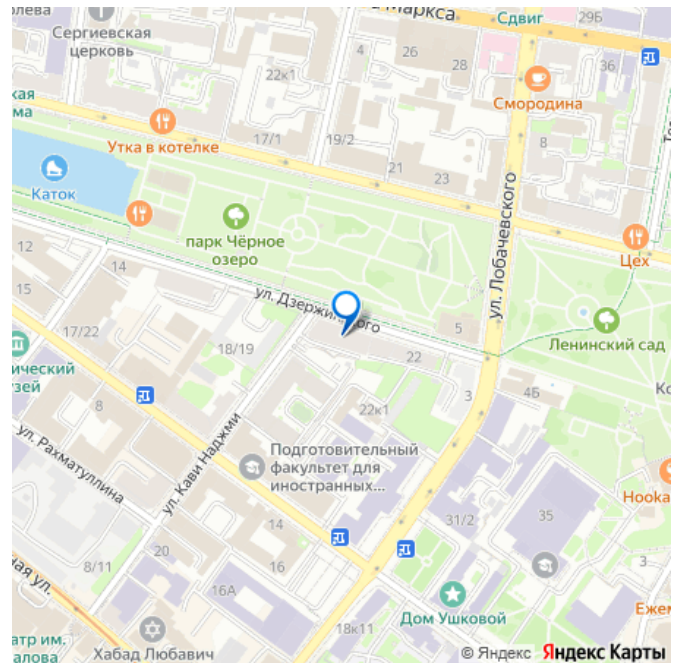 Маркса
Сдвиг
29Б
Сергиевская
церковь
4
26
28
36
22к1
Смородина
Утка в котелке
17/1
19/2
8
21
23
Каток
ул. Лобачевского
парк Чёрное
озеро
Цех
12
14
15
ул. Дзержинского
5
Ленинский сад
17/22
18/19
22
3
4Б
8
22к1
ул. Кави Наджми
ул. Рахматуллина
Подготовительный
факультет для
иностранных...
Hooka
14
31/2
35
20
16
8/11
16А
3
Дом Ушковой
18к11
Хабад Любавич
© Яндекс Яндекс Карты